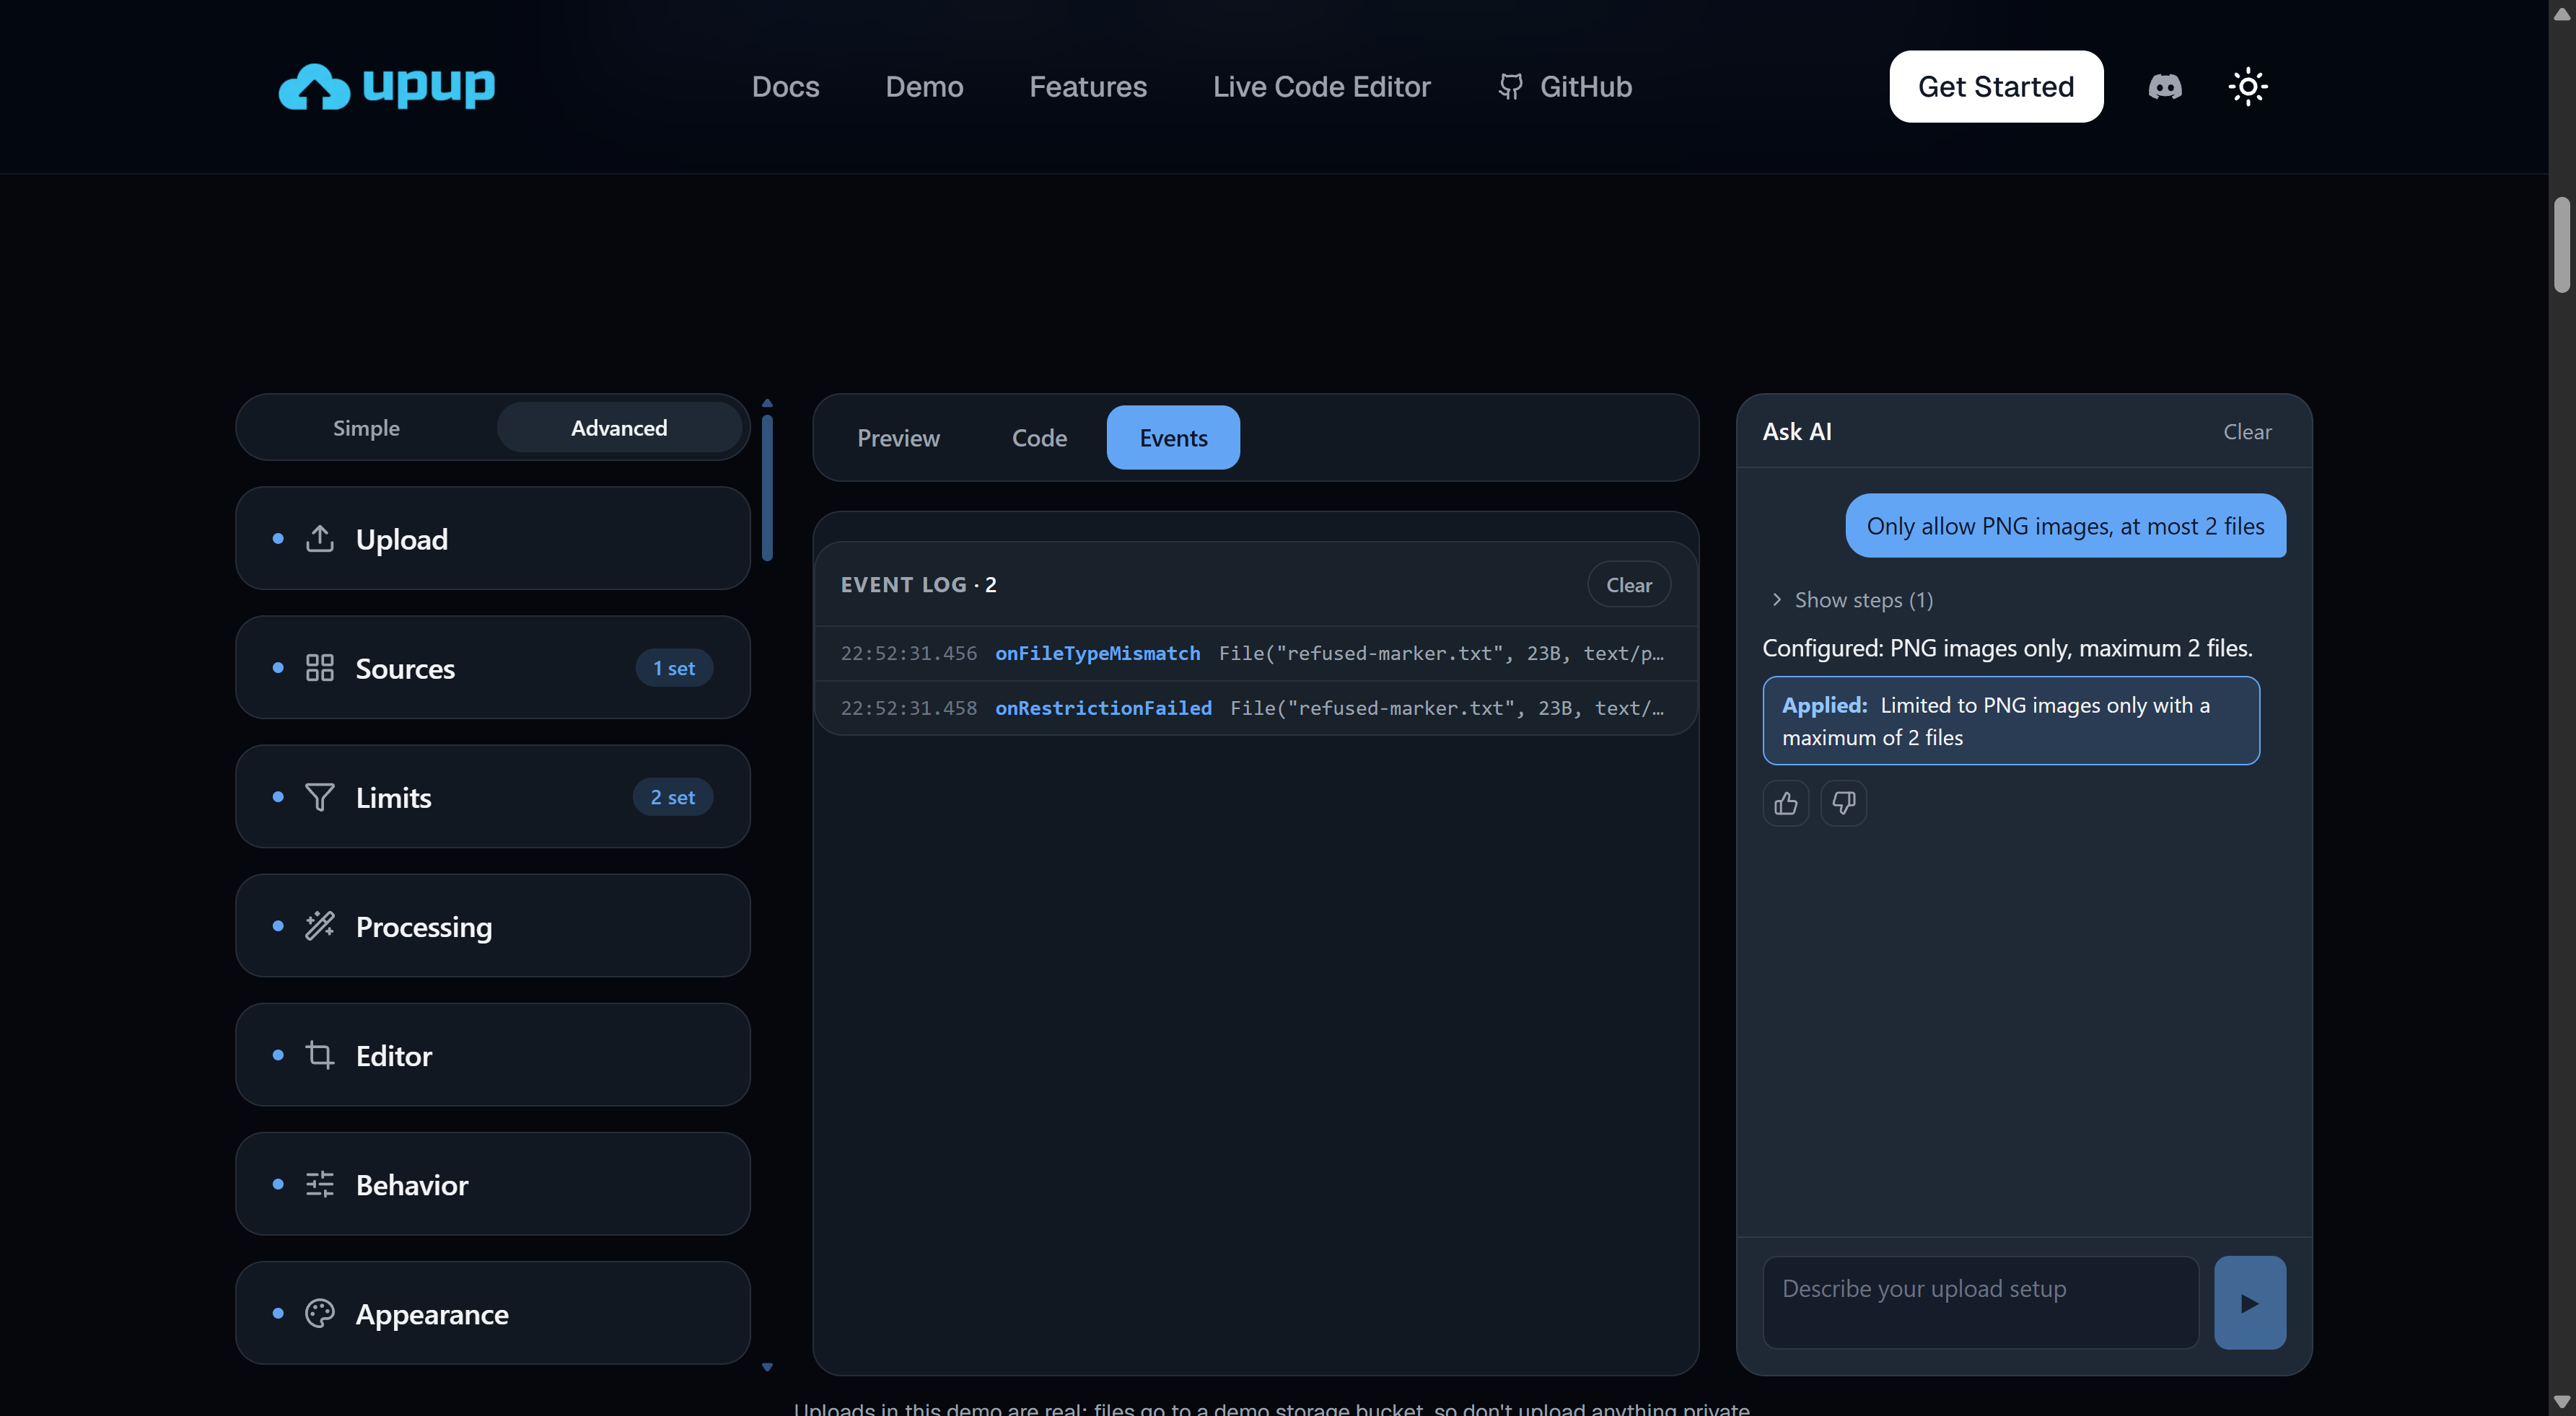 upup
Docs
Demo
Features
Live Code Editor
GitHub
Get Started
Simple
Advanced
Upload
Sources
1 set
Limits
2 set
Processing
Editor
Behavior
Appearance
Preview
Code
Events
EVENT LOG · 2
Clear
22:52:31.456 onFileTypeMismatch File("refused-marker.txt", 23B, text/p…
22:52:31.458 onRestrictionFailed File("refused-marker.txt", 23B, text/…
Ask AI
Clear
Only allow PNG images, at most 2 files
Show steps (1)
Configured: PNG images only, maximum 2 files.
Applied: Limited to PNG images only with a
maximum of 2 files
Describe your upload setup
Uploads in this demo are real: files go to a demo storage bucket, so don't upload anything private